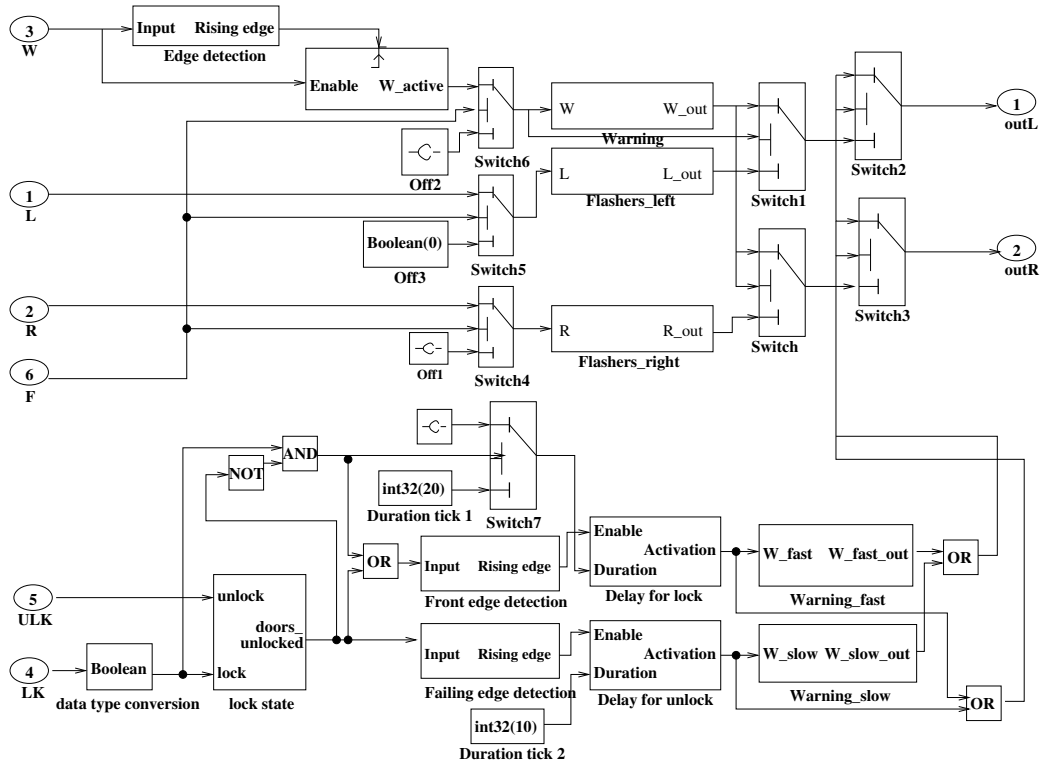 3
W
Input Rising edge
Edge detection
Enable W_active
Switch6
Off2
W W_out
Warning
Switch1
Switch2
1
outL
1
L
Boolean(0)
Off3
Switch5
L L_out
Flashers_left
Switch3
2
outR
2
R
Off1
Switch4
R R_out
Flashers_right
Switch
6
F
AND
NOT
int32(20)
Duration tick 1
Switch7
OR
Input Rising edge
Front edge detection
Enable
Activation
Duration
Delay for lock
W_fast W_fast_out
Warning_fast
OR
5
ULK
unlock
doors_
unlocked
lock
lock state
4
LK
Boolean
data type conversion
Input Rising edge
Failing edge detection
Enable
Activation
Duration
Delay for unlock
W_slow W_slow_out
Warning_slow
OR
int32(10)
Duration tick 2